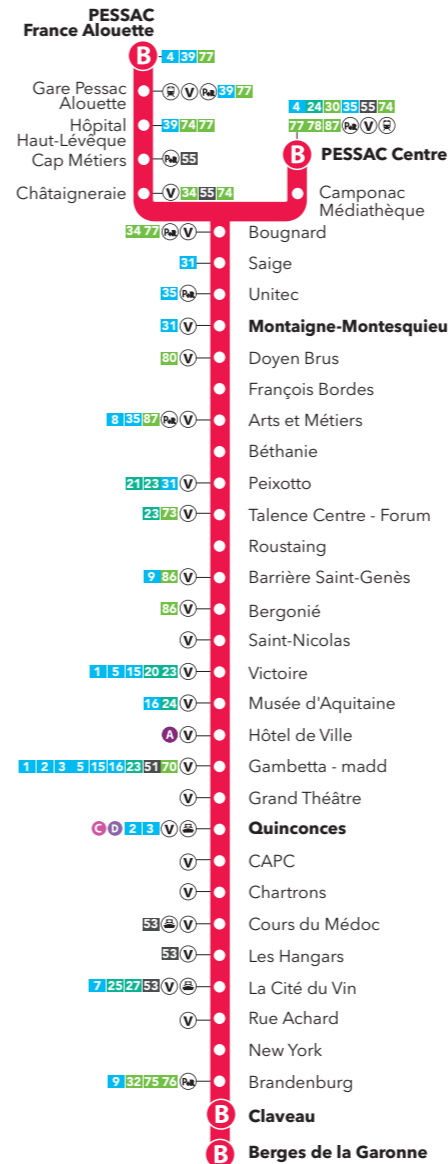 PESSAC
France Alouette
B 4 39 77
Gare Pessac
Alouette
V P+R 39 77
Hôpital
Haut-Lévêque
39 74 77
Cap Métiers
P+R 55
Châtaigneraie
V 34 55 74
4 24 30 35 55 74
77 78 87 P+R V
B PESSAC Centre
Camponac
Médiathèque
34 77 P+R V Bougnard
31 Saige
35 P+R Unitec
31 V Montaigne-Montesquieu
80 V Doyen Brus
François Bordes
8 35 87 P+R V Arts et Métiers
Béthanie
21 23 31 V Peixotto
23 73 V Talence Centre - Forum
Roustaing
9 86 V Barrière Saint-Genès
86 V Bergonié
V Saint-Nicolas
1 5 15 20 23 V Victoire
16 24 V Musée d'Aquitaine
A V Hôtel de Ville
1 2 3 5 15 16 23 51 70 V Gambetta - madd
V Grand Théâtre
C D 2 3 V Quinconces
V CAPC
V Chartrons
53 V Cours du Médoc
53 V Les Hangars
7 25 27 53 V La Cité du Vin
V Rue Achard
New York
9 32 75 76 P+R Brandenburg
B Claveau
B Berges de la Garonne